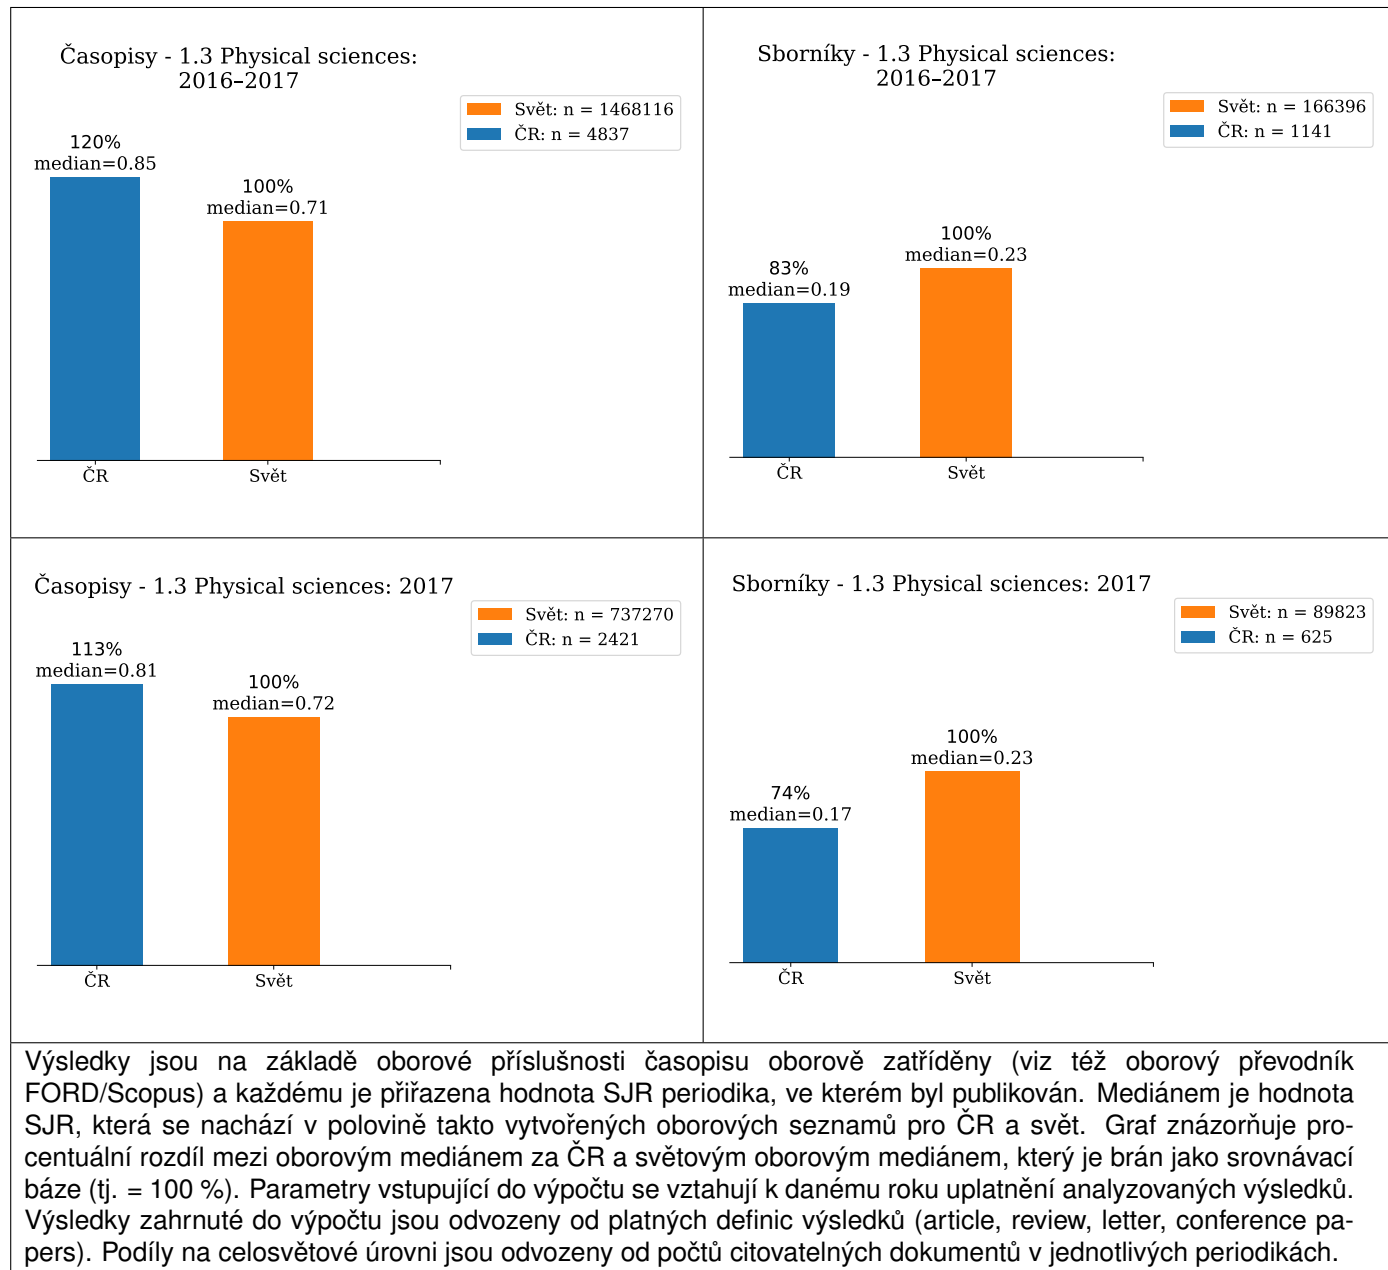 Časopisy - 1.3 Physical sciences:
2016–2017
Svět: n = 1468116
ČR: n = 4837
120%
median=0.85
100%
median=0.71
ČR
Svět
Sborníky - 1.3 Physical sciences:
2016–2017
Svět: n = 166396
ČR: n = 1141
83%
median=0.19
100%
median=0.23
ČR
Svět
Časopisy - 1.3 Physical sciences: 2017
Svět: n = 737270
ČR: n = 2421
113%
median=0.81
100%
median=0.72
ČR
Svět
Sborníky - 1.3 Physical sciences: 2017
Svět: n = 89823
ČR: n = 625
74%
median=0.17
100%
median=0.23
ČR
Svět
Výsledky jsou na základě oborové příslušnosti časopisu oborově zatříděny (viz též oborový převodník
FORD/Scopus) a každému je přiřazena hodnota SJR periodika, ve kterém byl publikován. Mediánem je hodnota
SJR, která se nachází v polovině takto vytvořených oborových seznamů pro ČR a svět. Graf znázorňuje pro-
centuální rozdíl mezi oborovým mediánem za ČR a světovým oborovým mediánem, který je brán jako srovnávací
báze (tj. = 100 %). Parametry vstupující do výpočtu se vztahují k danému roku uplatnění analyzovaných výsledků.
Výsledky zahrnuté do výpočtu jsou odvozeny od platných definic výsledků (article, review, letter, conference pa-
pers). Podíly na celosvětové úrovni jsou odvozeny od počtů citovatelných dokumentů v jednotlivých periodikách.